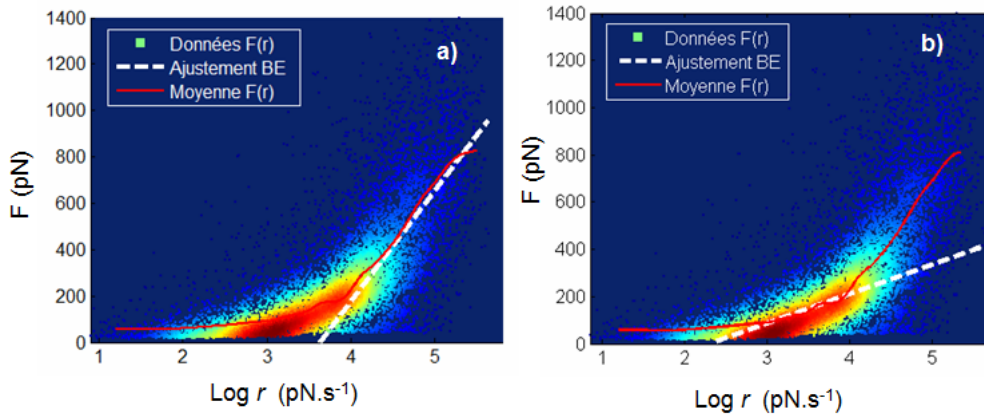 1400
1200
1000
800
600
400
200
0
F (pN)
Données F(r)
Ajustement BE
Moyenne F(r)
a)
1 2 3 4 5
Log r (pN.s⁻¹)
1400
1200
1000
800
600
400
200
0
F (pN)
Données F(r)
Ajustement BE
Moyenne F(r)
b)
1 2 3 4 5
Log r (pN.s⁻¹)